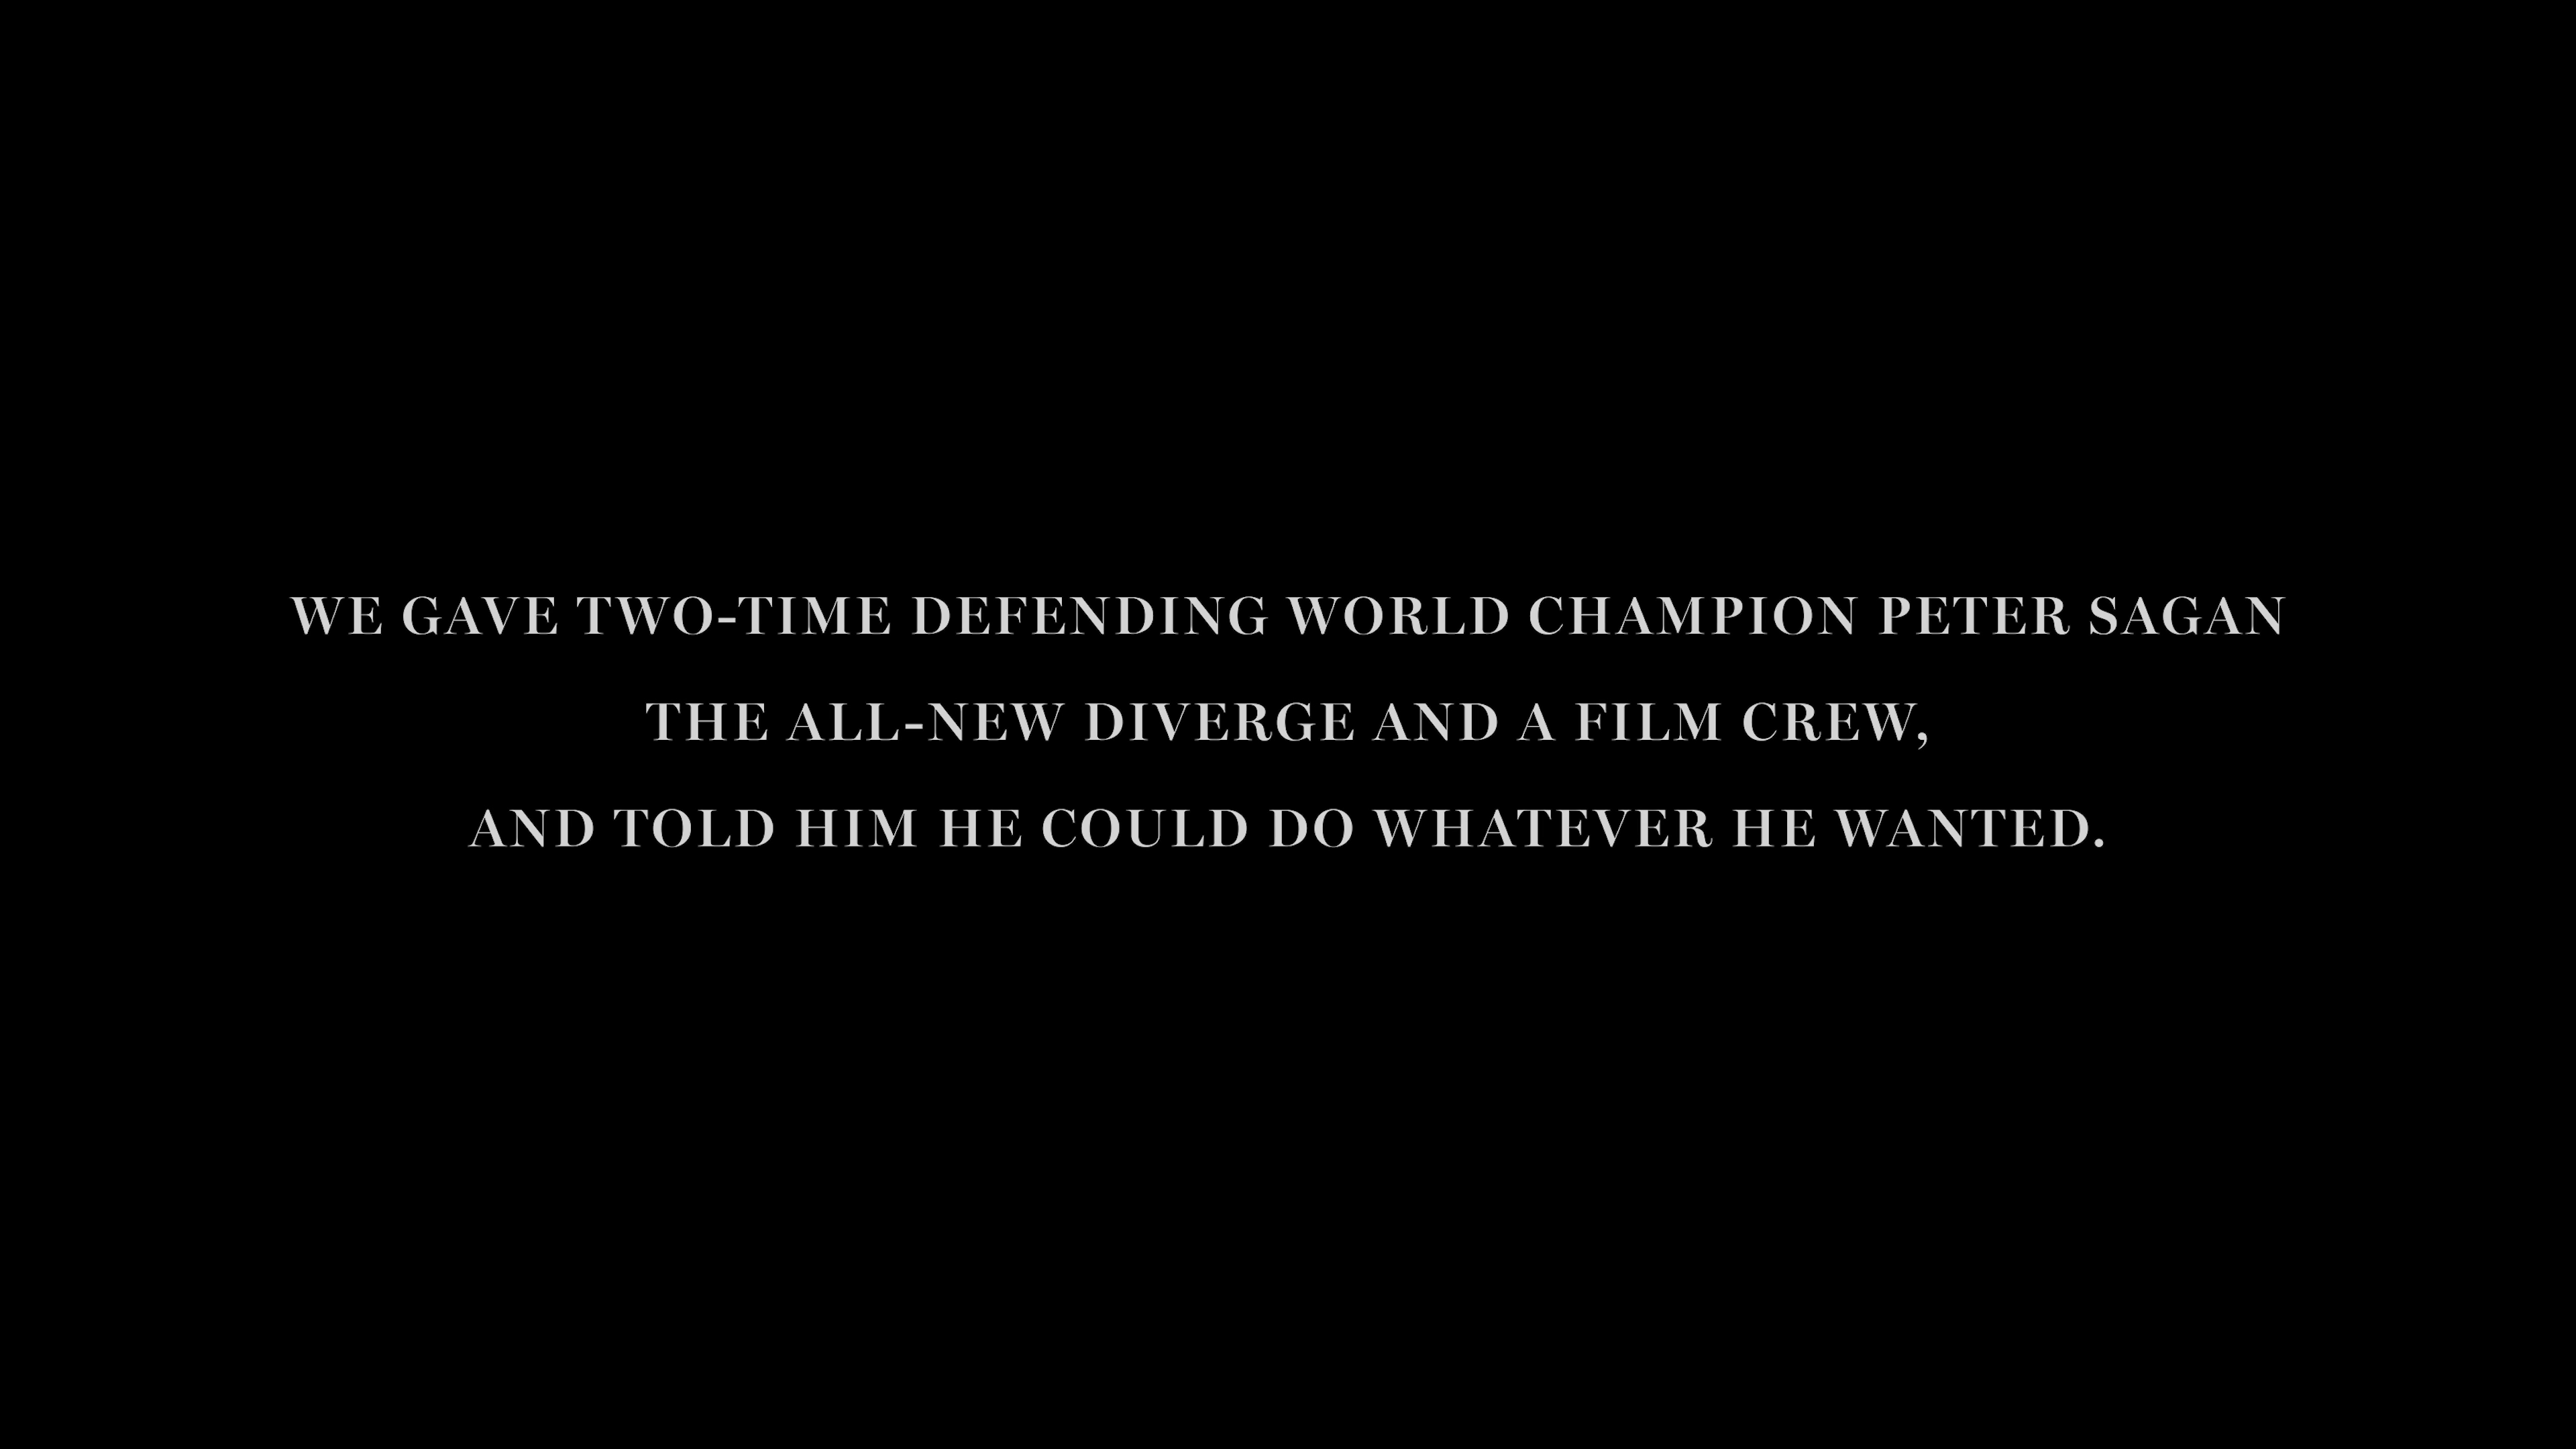 WE GAVE TWO-TIME DEFENDING WORLD CHAMPION PETER SAGAN
THE ALL-NEW DIVERGE AND A FILM CREW,
AND TOLD HIM HE COULD DO WHATEVER HE WANTED.